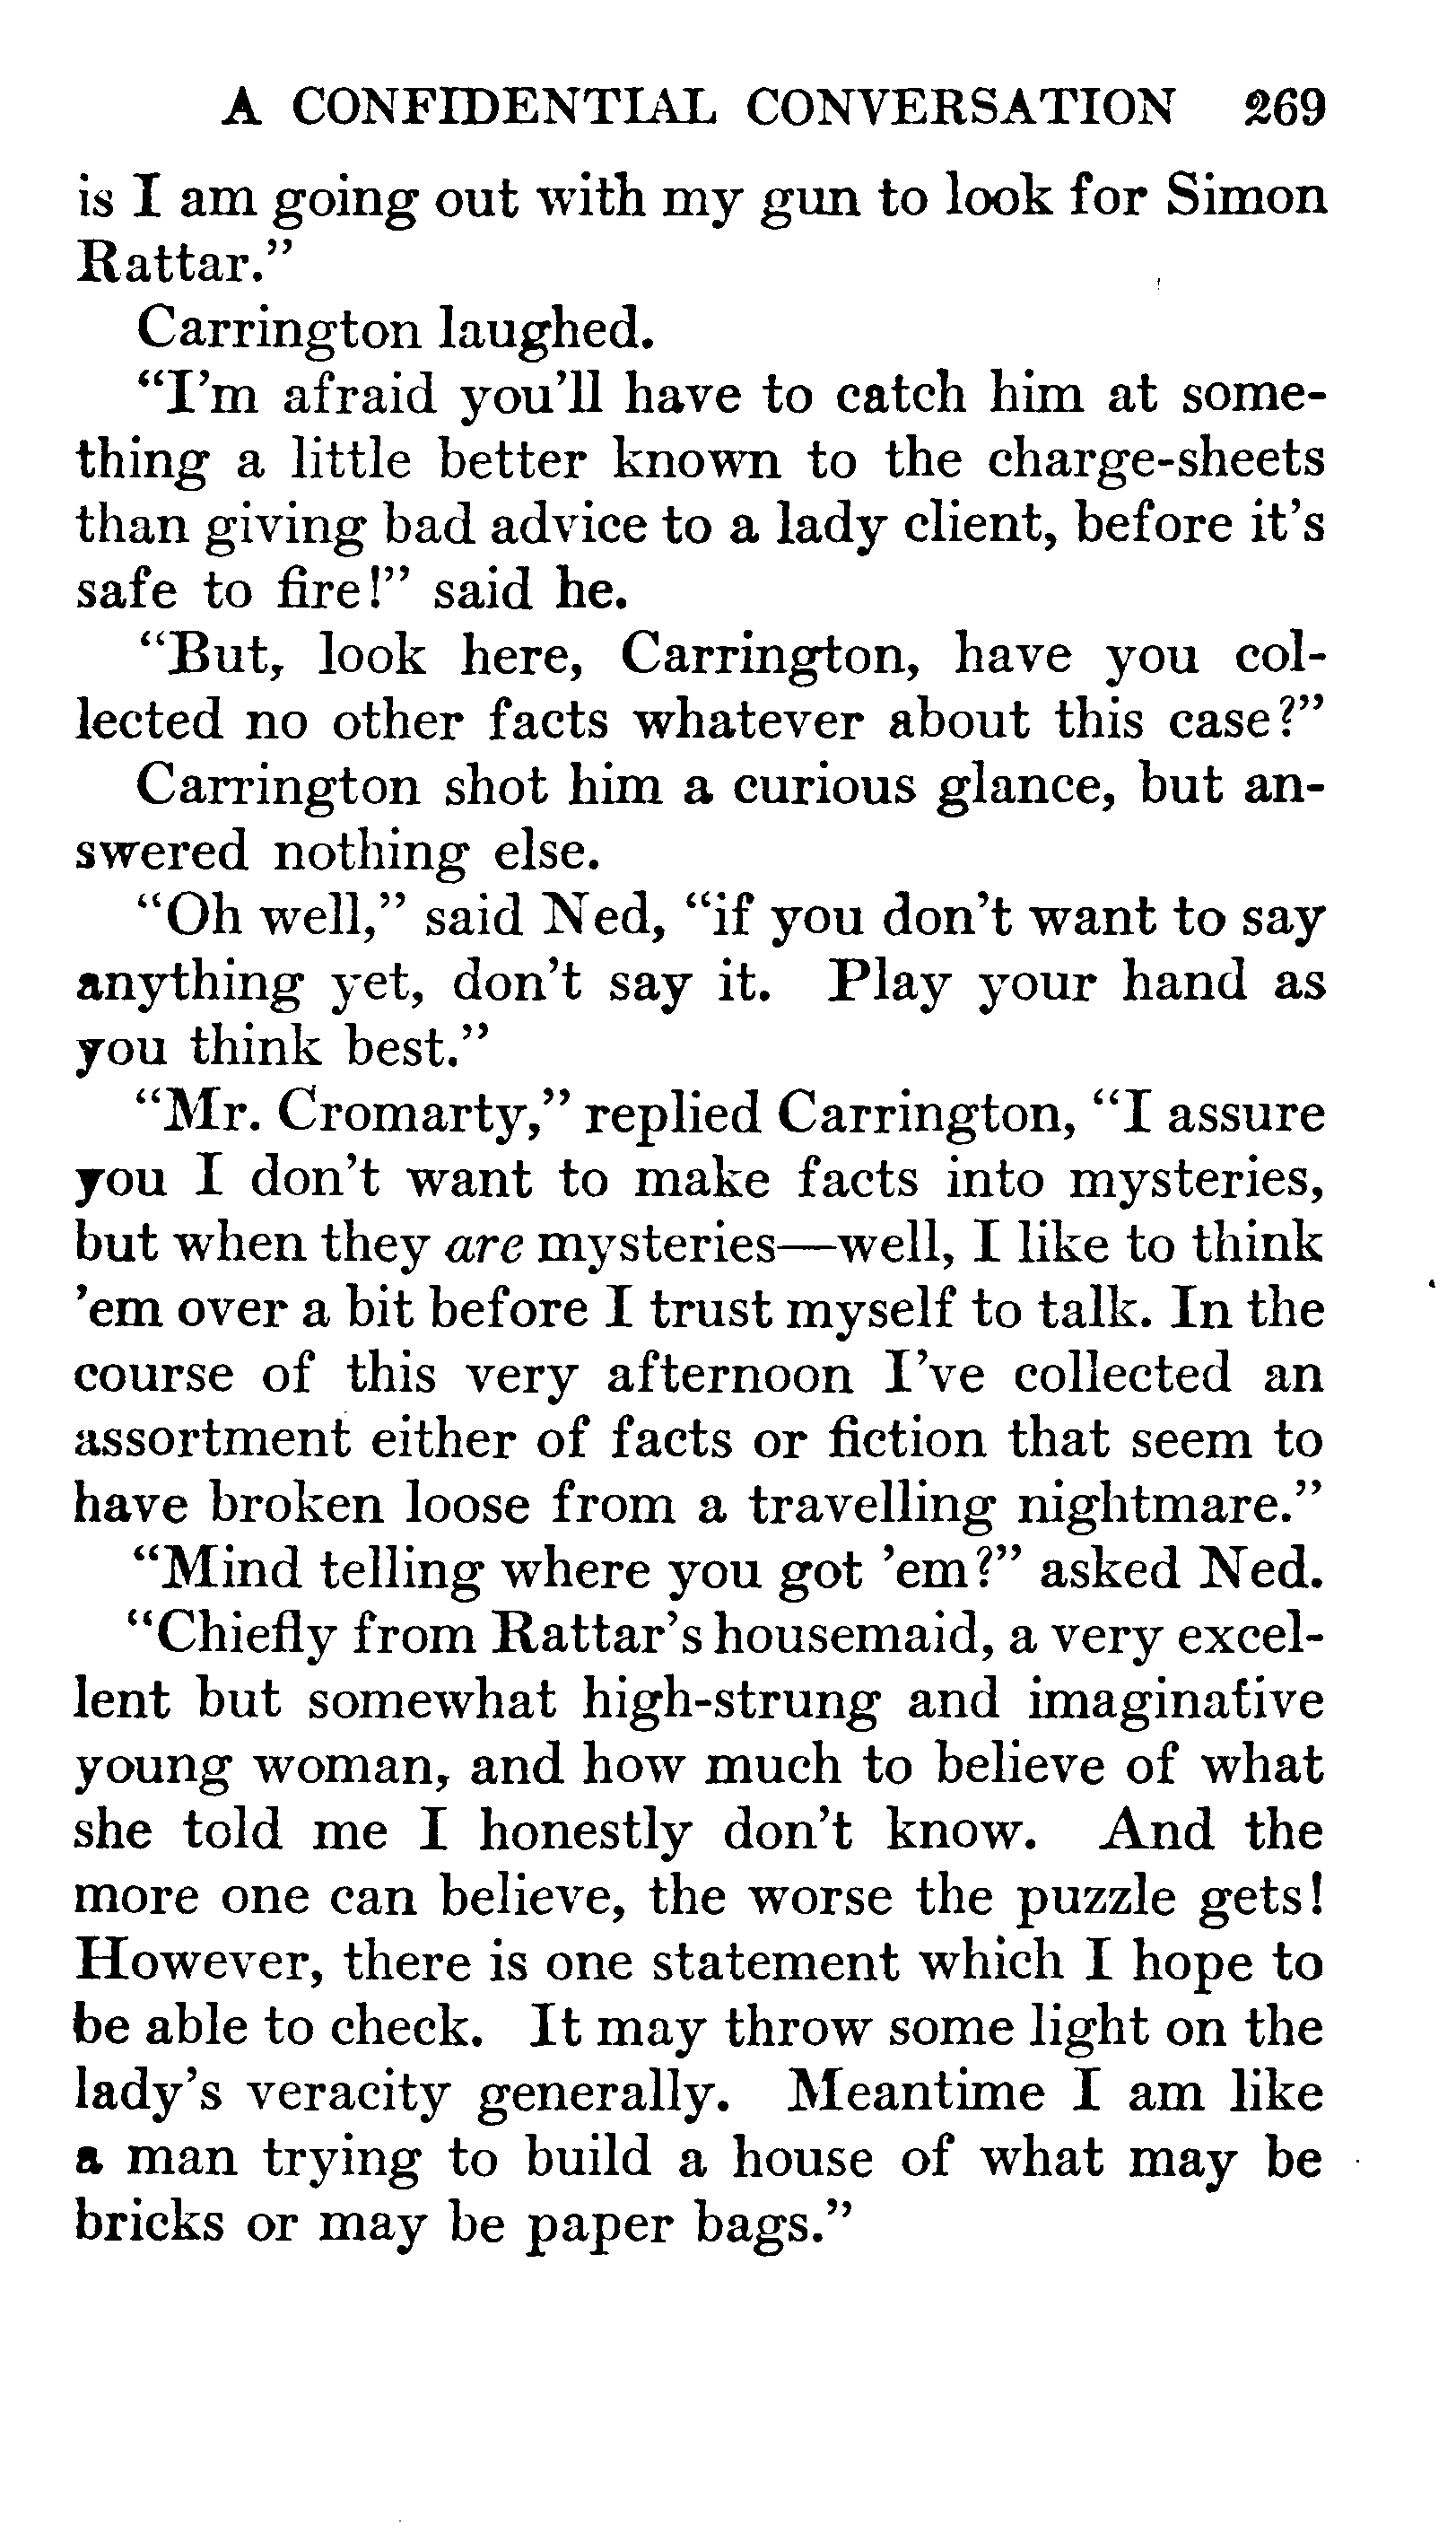 A CONFIDENTIAL CONVERSATION 269
is I am going out with my gun to look for Simon
Rattar."
Carrington laughed.
"I'm afraid you'll have to catch him at some-
thing a little better known to the charge-sheets
than giving bad advice to a lady client, before it's
safe to fire!" said he.
"But, look here, Carrington, have you col-
lected no other facts whatever about this case?"
Carrington shot him a curious glance, but an-
swered nothing else.
"Oh well," said Ned, "if you don't want to say
anything yet, don't say it. Play your hand as
you think best."
"Mr. Cromarty," replied Carrington, "I assure
you I don't want to make facts into mysteries,
but when they are mysteries—well, I like to think
'em over a bit before I trust myself to talk. In the
course of this very afternoon I've collected an
assortment either of facts or fiction that seem to
have broken loose from a travelling nightmare."
"Mind telling where you got 'em?" asked Ned.
"Chiefly from Rattar's housemaid, a very excel-
lent but somewhat high-strung and imaginative
young woman, and how much to believe of what
she told me I honestly don't know. And the
more one can believe, the worse the puzzle gets!
However, there is one statement which I hope to
be able to check. It may throw some light on the
lady's veracity generally. Meantime I am like
a man trying to build a house of what may be
bricks or may be paper bags."